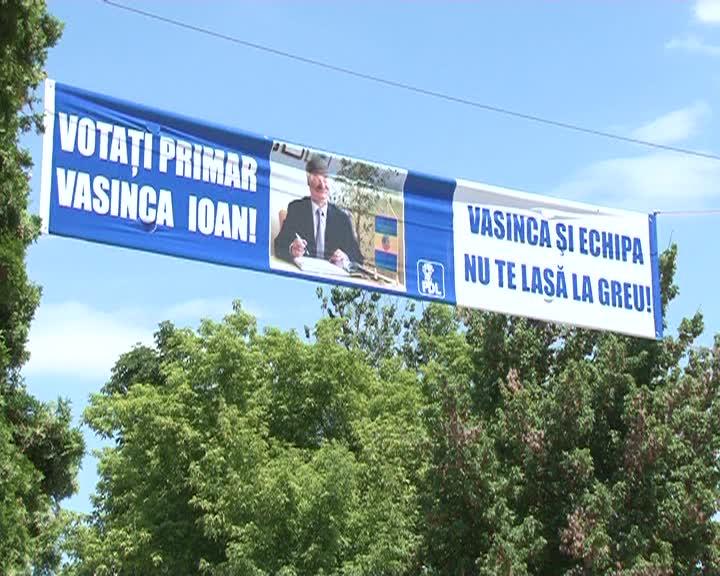 VOTAȚI PRIMAR
VASINCA IOAN!
PDL
VASINCA ȘI ECHIPA
NU TE LASĂ LA GREU!